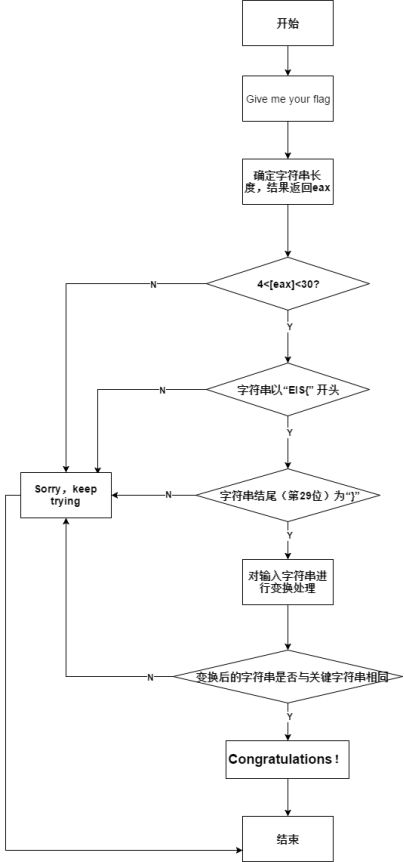 开始
Give me your flag
确定字符串长
度，结果返回eax
4<[eax]<30?
N
Y
字符串以“EIS{” 开头
N
Y
字符串结尾（第29位）为“}”
N
Sorry，keep
trying
Y
对输入字符串进
行变换处理
变换后的字符串是否与关键字符串相同
N
Y
Congratulations！
结束